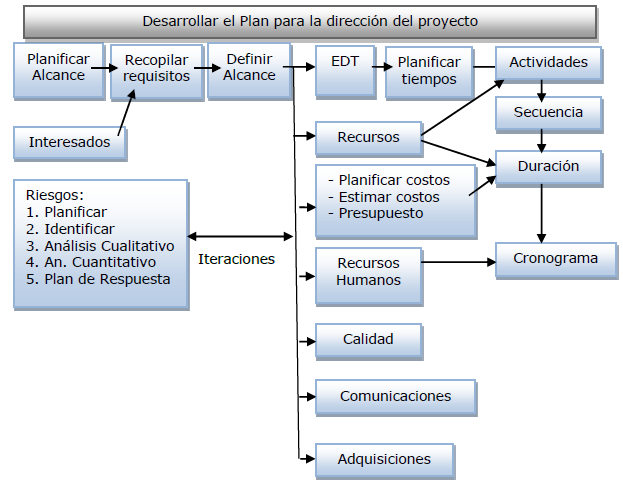 Desarrollar el Plan para la dirección del proyecto
Planificar
Alcance
Recopilar
requisitos
Definir
Alcance
EDT
Planificar
tiempos
Actividades
Interesados
Recursos
Secuencia
Duración
- Planificar costos
- Estimar costos
- Presupuesto
Riesgos:
1. Planificar
2. Identificar
3. Análisis Cualitativo
4. An. Cuantitativo
5. Plan de Respuesta
Iteraciones
Recursos
Humanos
Cronograma
Calidad
Comunicaciones
Adquisiciones